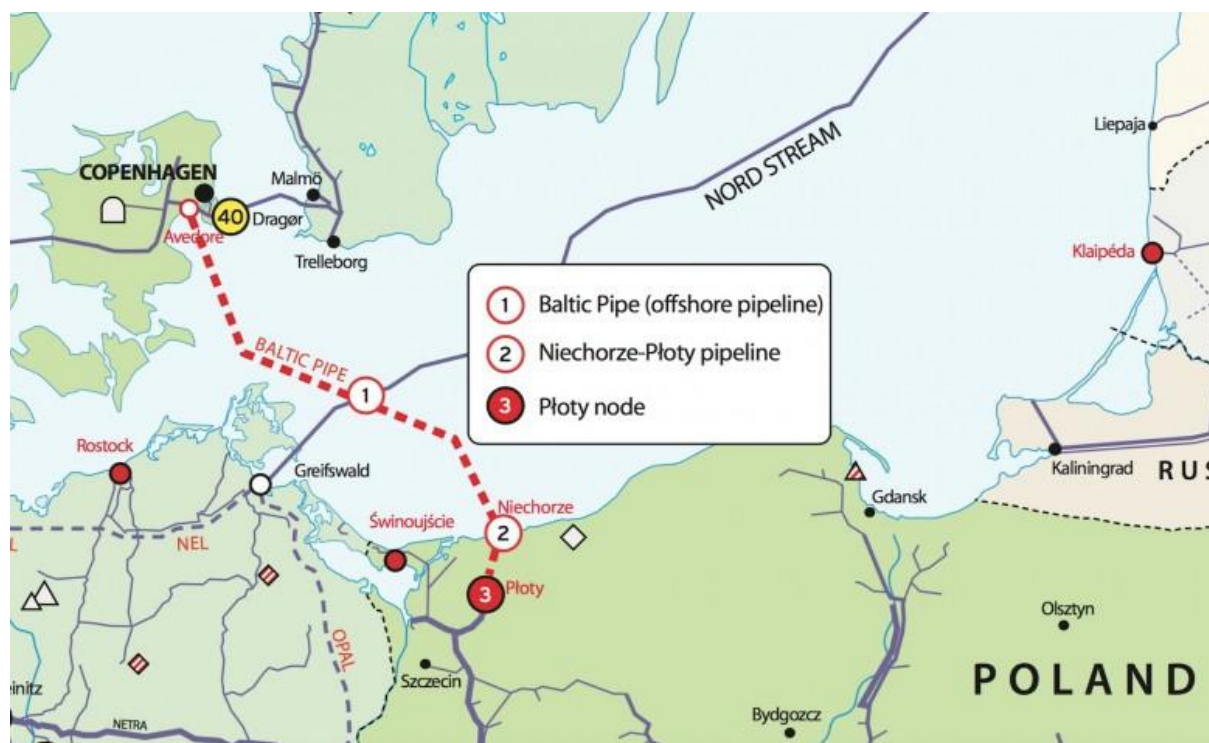 Liepaja
NORD STREAM
COPENHAGEN
Malmö
40
Dragør
Avedøre
Trelleborg
Klaipéda
1 Baltic Pipe (offshore pipeline)
2 Niechorze-Płoty pipeline
3 Płoty node
BALTIC PIPE
1
Rostock
Greifswald
Kaliningrad
RUS
Gdansk
Niechorze
Świnoujście
2
NEL
L
3
Płoty
Olsztyn
OPAL
POLAND
Szczecin
einitz
NETRA
Bydgozcz